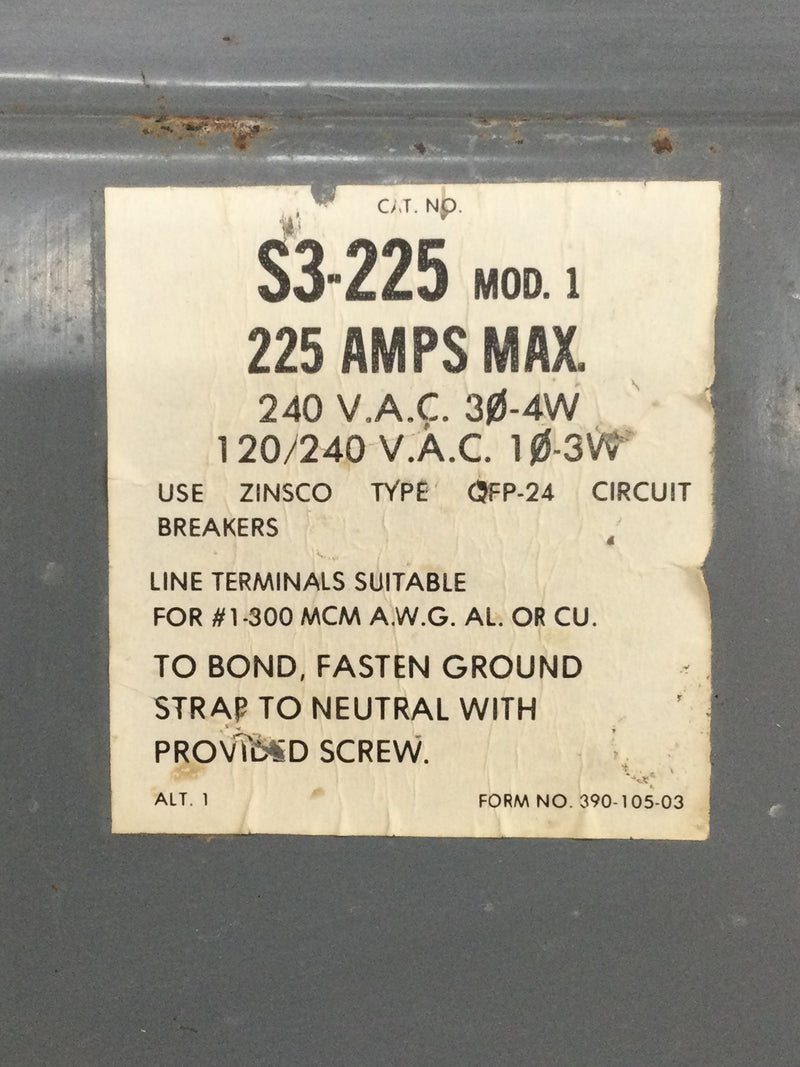 CAT. NO.
S3-225 MOD. 1
225 AMPS MAX.
240 V.A.C. 3Ø-4W
120/240 V.A.C. 1Ø-3W
USE ZINSCO TYPE QFP-24 CIRCUIT
BREAKERS
LINE TERMINALS SUITABLE
FOR #1-300 MCM A.W.G. AL. OR CU.
TO BOND, FASTEN GROUND
STRAP TO NEUTRAL WITH
PROVIDED SCREW.
ALT. 1 FORM NO. 390-105-03